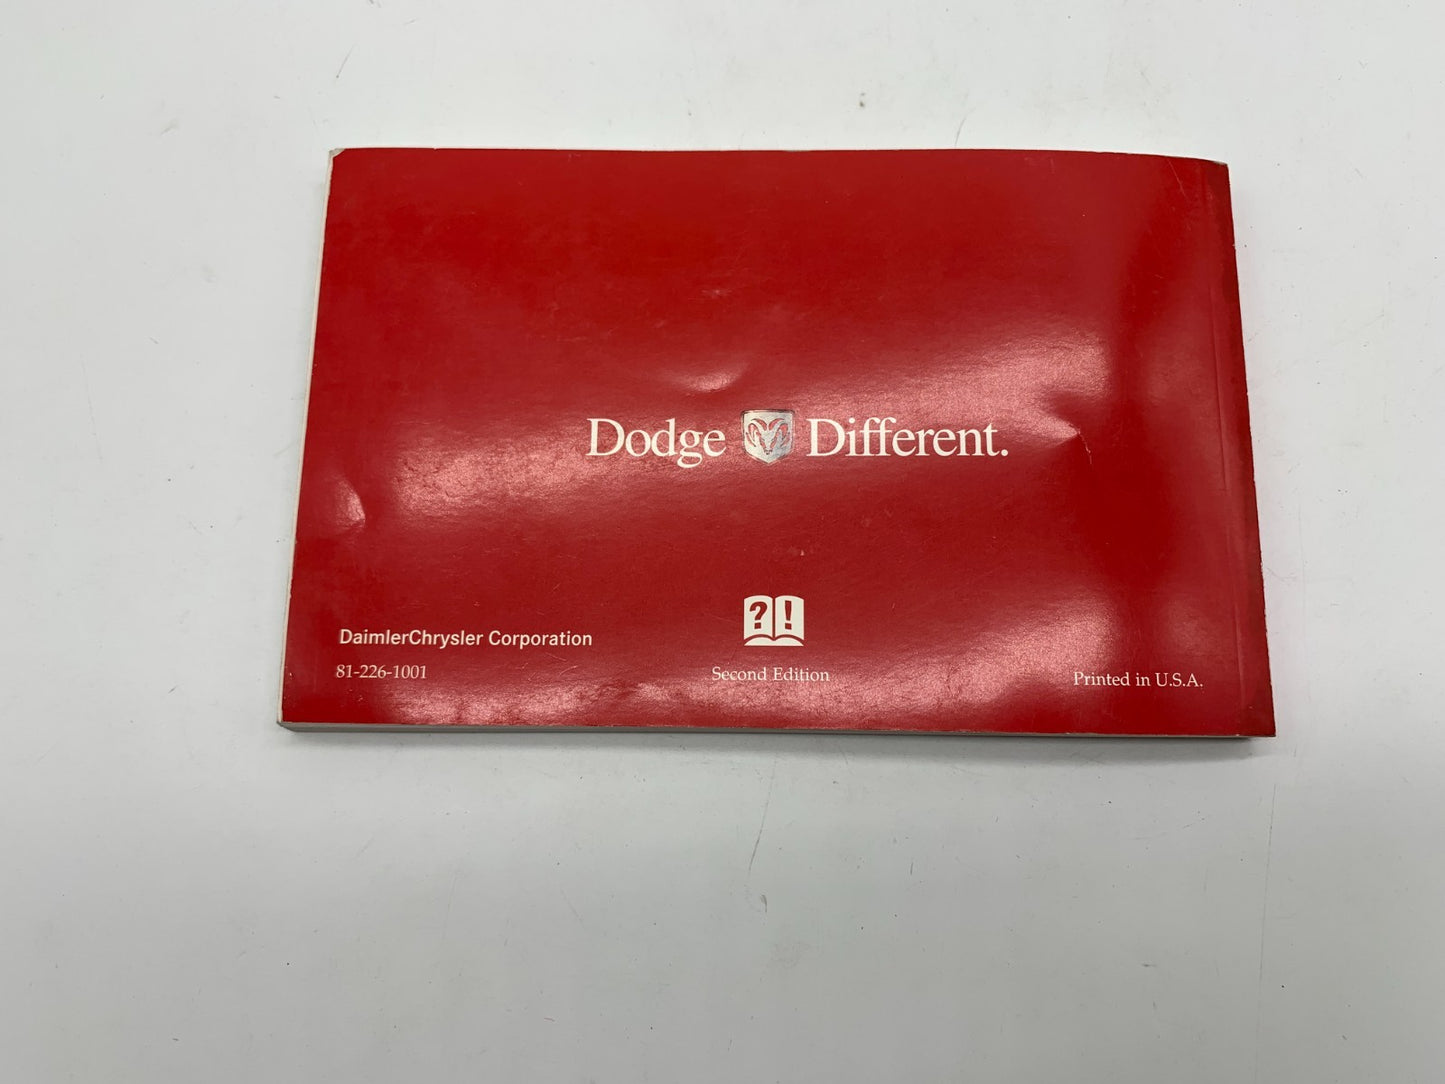 Dodge Different.
?!
DaimlerChrysler Corporation
81-226-1001
Second Edition
Printed in U.S.A.